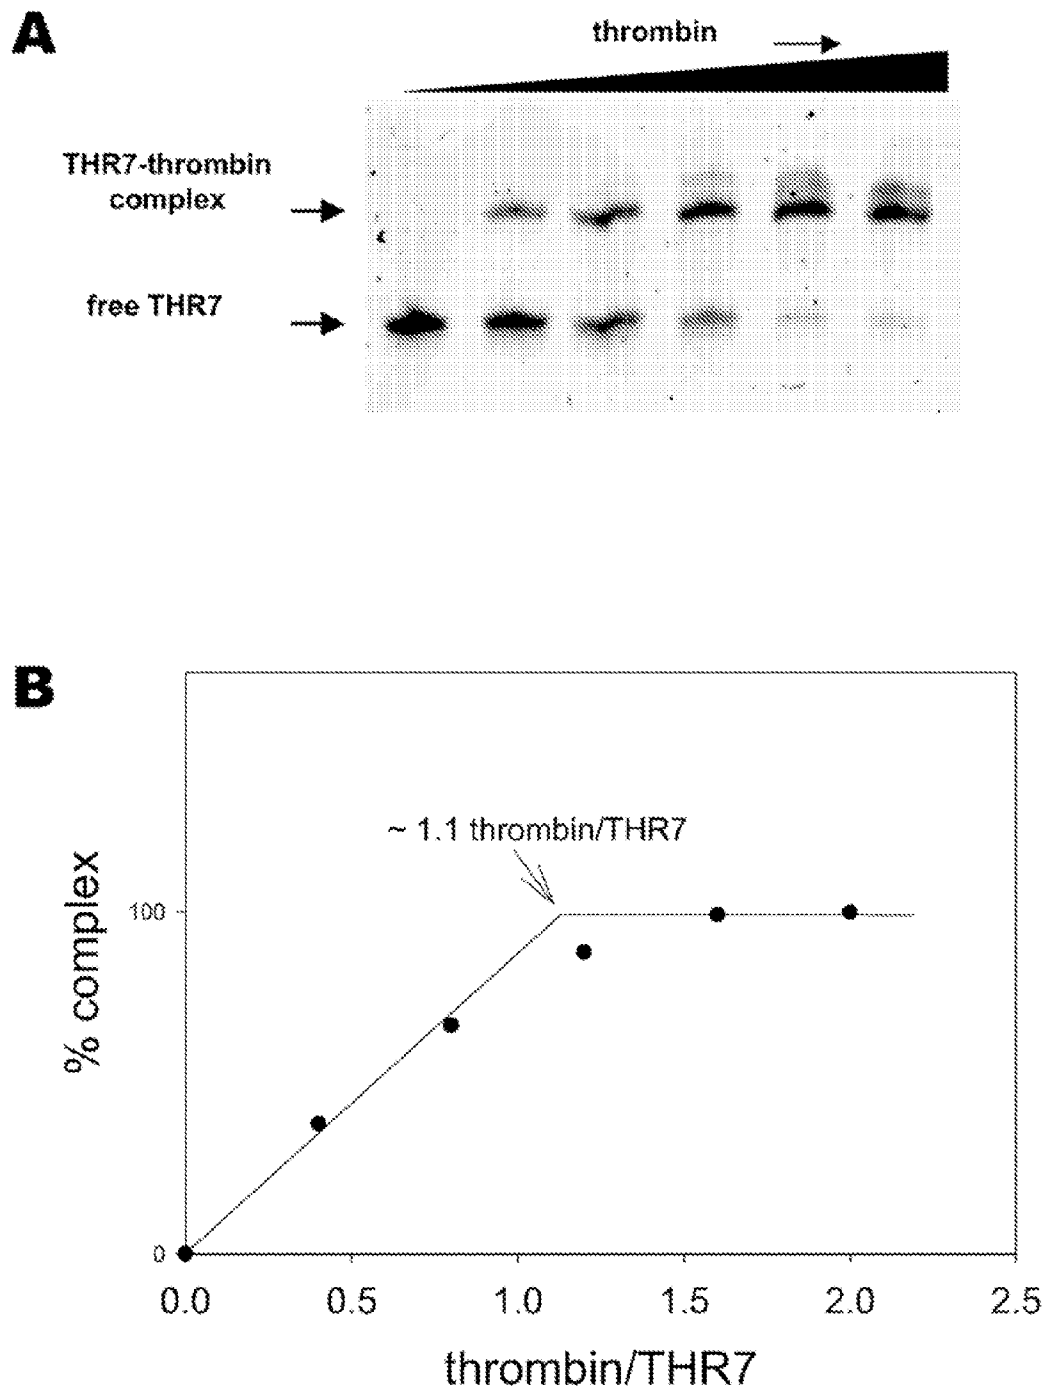 A
thrombin
THR7-thrombin
complex
free THR7
B
~ 1.1 thrombin/THR7
% complex
100
0
0.0 0.5 1.0 1.5 2.0 2.5
thrombin/THR7